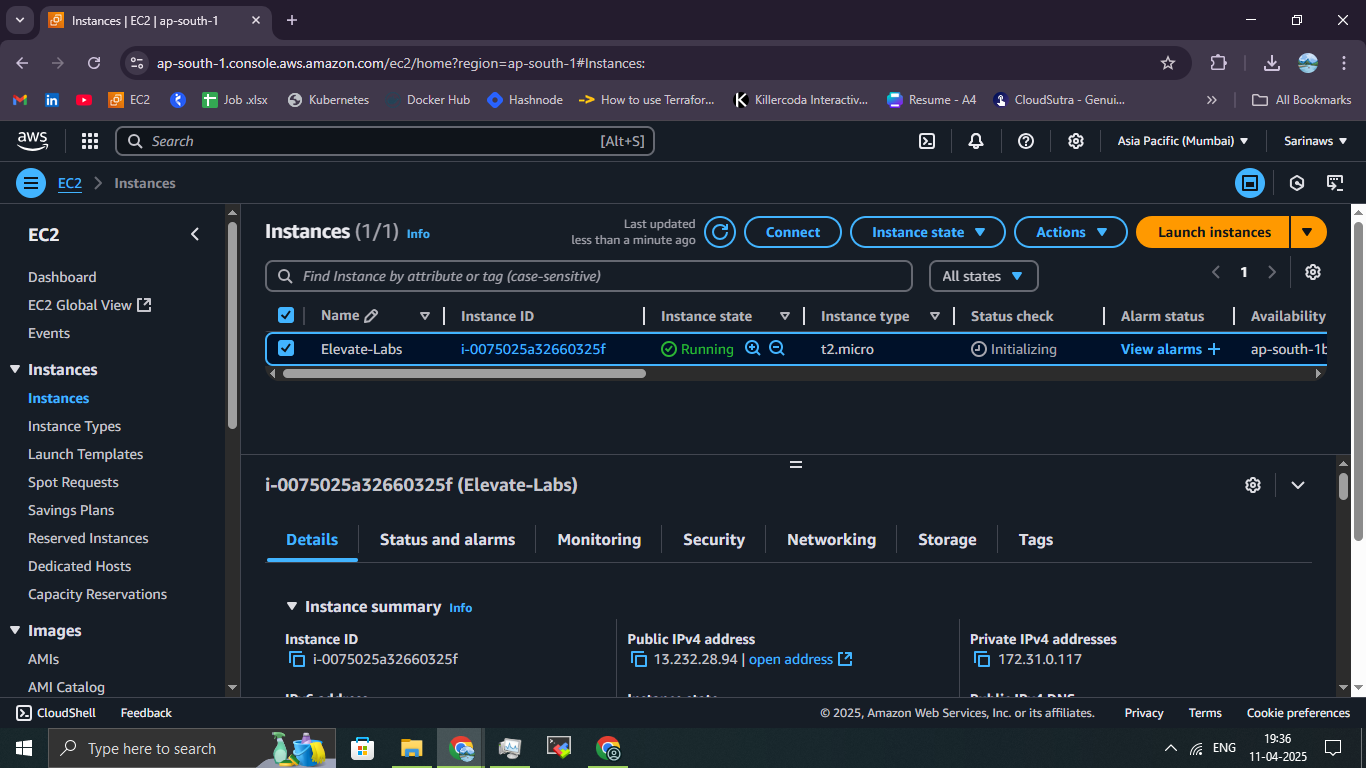 Instances | EC2 | ap-south-1
ap-south-1.console.aws.amazon.com/ec2/home?region=ap-south-1#Instances:
EC2
Job .xlsx
Kubernetes
Docker Hub
Hashnode
How to use Terrafor...
Killercoda Interactiv...
Resume - A4
CloudSutra - Genui...
All Bookmarks
aws
Search
[Alt+S]
Asia Pacific (Mumbai)
Sarinaws
EC2
Instances
EC2
Dashboard
EC2 Global View
Events
Instances
Instances
Instance Types
Launch Templates
Spot Requests
Savings Plans
Reserved Instances
Dedicated Hosts
Capacity Reservations
Images
AMIs
AMI Catalog
Instances (1/1) Info
Last updated
less than a minute ago
Connect
Instance state
Actions
Launch instances
Find Instance by attribute or tag (case-sensitive)
All states
1
Name
Instance ID
Instance state
Instance type
Status check
Alarm status
Availability
Elevate-Labs
i-0075025a32660325f
Running
t2.micro
Initializing
View alarms
ap-south-1b
i-0075025a32660325f (Elevate-Labs)
Details
Status and alarms
Monitoring
Security
Networking
Storage
Tags
Instance summary Info
Instance ID
i-0075025a32660325f
Public IPv4 address
13.232.28.94 | open address
Private IPv4 addresses
172.31.0.117
CloudShell
Feedback
© 2025, Amazon Web Services, Inc. or its affiliates.
Privacy
Terms
Cookie preferences
Type here to search
ENG
19:36
11-04-2025